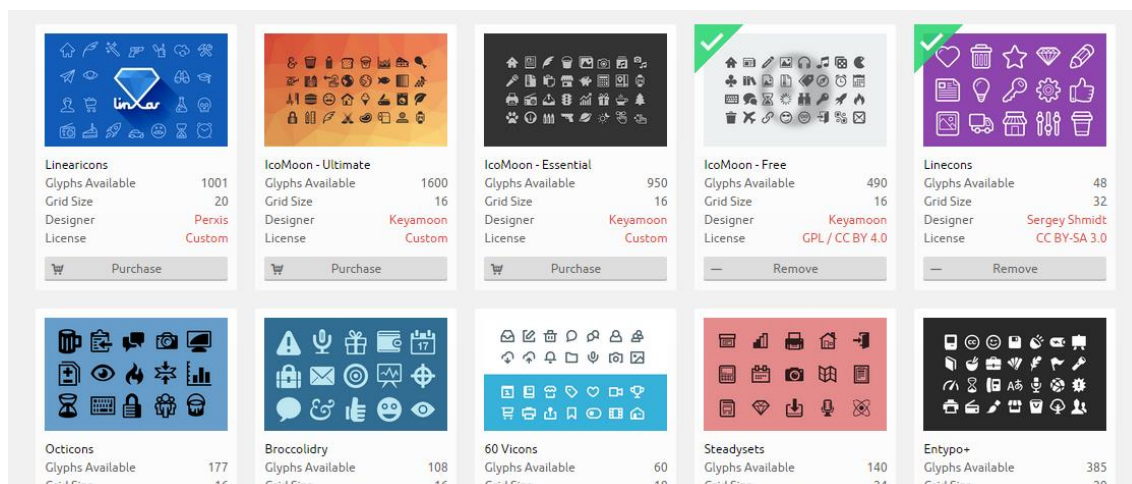 linXar
Linearicons
Glyphs Available 1001
Grid Size 20
Designer Perxis
License Custom
Purchase
IcoMoon - Ultimate
Glyphs Available 1600
Grid Size 16
Designer Keyamoon
License Custom
Purchase
IcoMoon - Essential
Glyphs Available 950
Grid Size 16
Designer Keyamoon
License Custom
Purchase
IcoMoon - Free
Glyphs Available 490
Grid Size 16
Designer Keyamoon
License GPL / CC BY 4.0
Remove
Linecons
Glyphs Available 48
Grid Size 32
Designer Sergey Shmidt
License CC BY-SA 3.0
Remove
Octicons
Glyphs Available 177
Broccolidry
17
Glyphs Available 108
60 Vicons
Glyphs Available 60
Steadysets
Glyphs Available 140
Entypo+
Glyphs Available 385